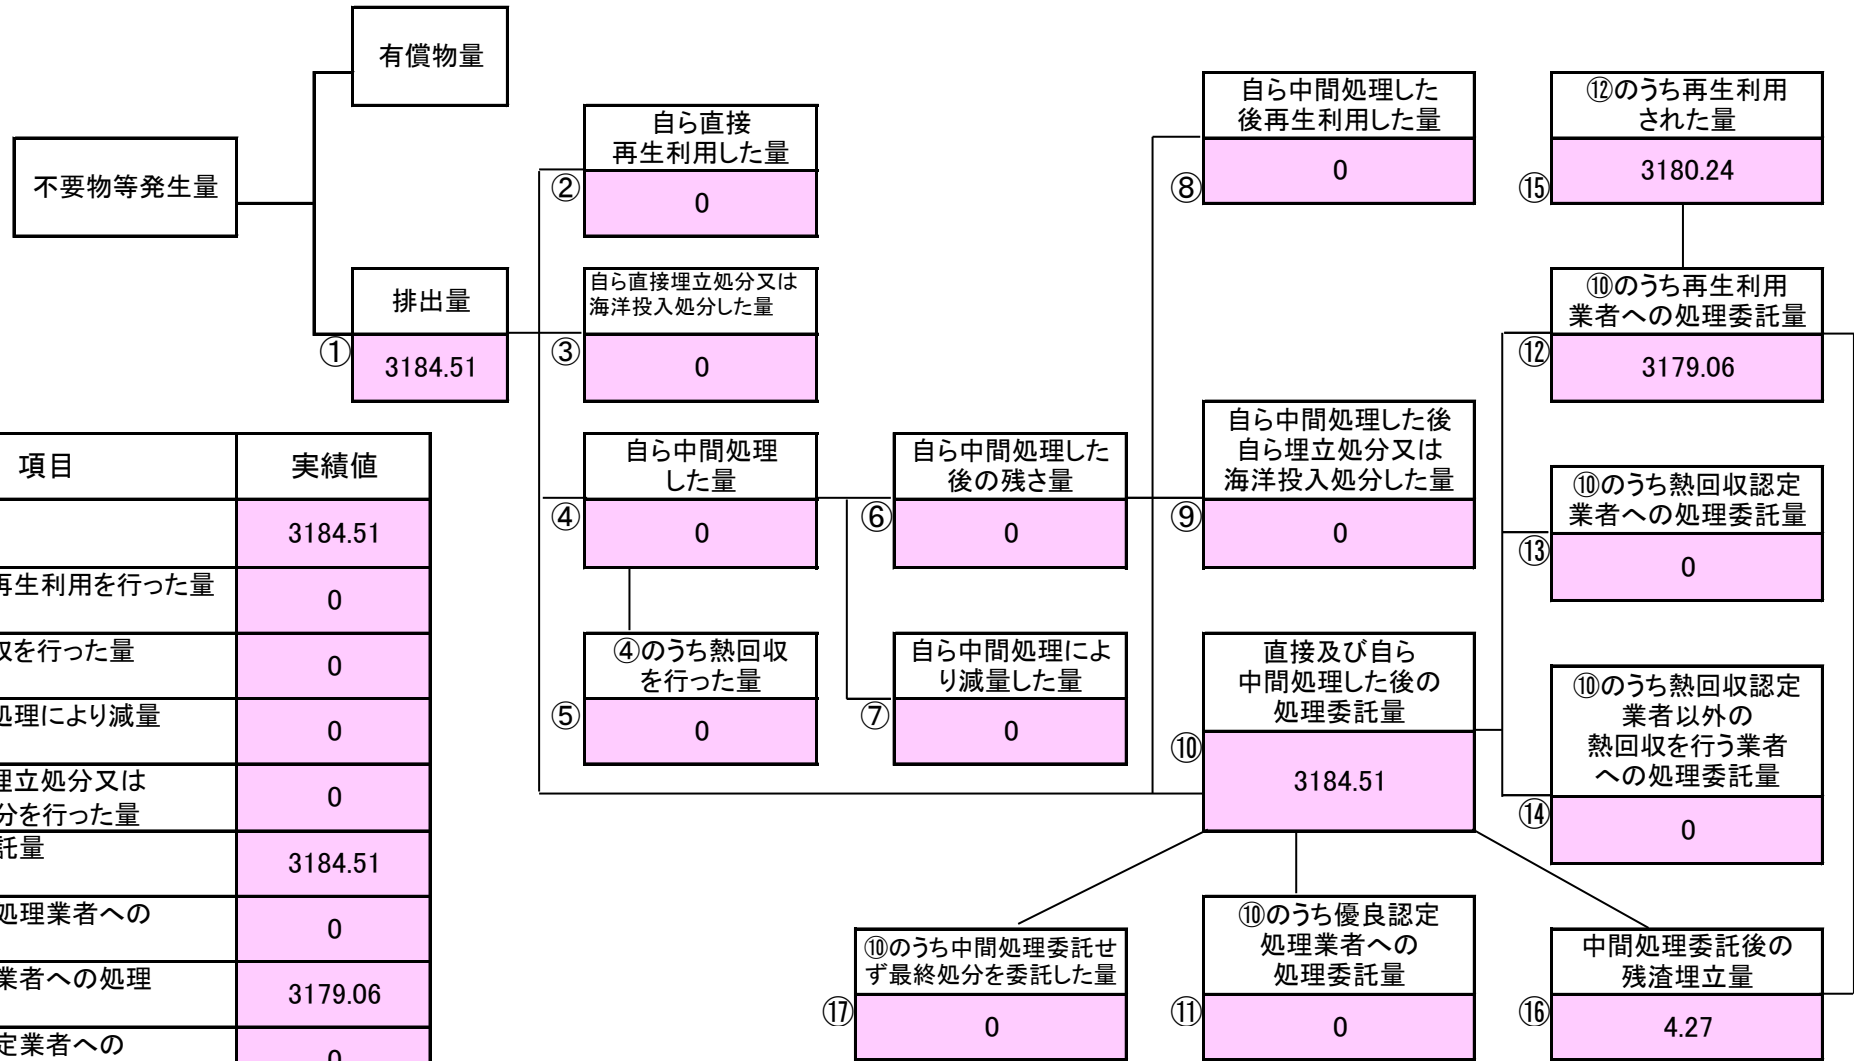 有償物量
不要物等発生量
排出量
①
3184.51
自ら直接
再生利用した量
②
0
自ら直接埋立処分又は
海洋投入処分した量
③
0
自ら中間処理
した量
④
0
④のうち熱回収
を行った量
⑤
0
自ら中間処理した
後の残さ量
⑥
0
自ら中間処理によ
り減量した量
⑦
0
自ら中間処理した
後再生利用した量
⑧
0
自ら中間処理した後
自ら埋立処分又は
海洋投入処分した量
⑨
0
直接及び自ら
中間処理した後の
処理委託量
⑩
3184.51
⑫のうち再生利用
された量
⑮
3180.24
⑩のうち再生利用
業者への処理委託量
⑫
3179.06
⑩のうち熱回収認定
業者への処理委託量
⑬
0
⑩のうち熱回収認定
業者以外の
熱回収を行う業者
への処理委託量
⑭
0
⑩のうち中間処理委託せ
ず最終処分を委託した量
⑰
0
⑩のうち優良認定
処理業者への
処理委託量
⑪
0
中間処理委託後の
残渣埋立量
⑯
4.27
項目 実績値
3184.51
再生利用を行った量
0
を行った量
0
処理により減量
0
埋立処分又は
分を行った量
0
託量
3184.51
処理業者への
0
業者への処理
3179.06
定業者への
0